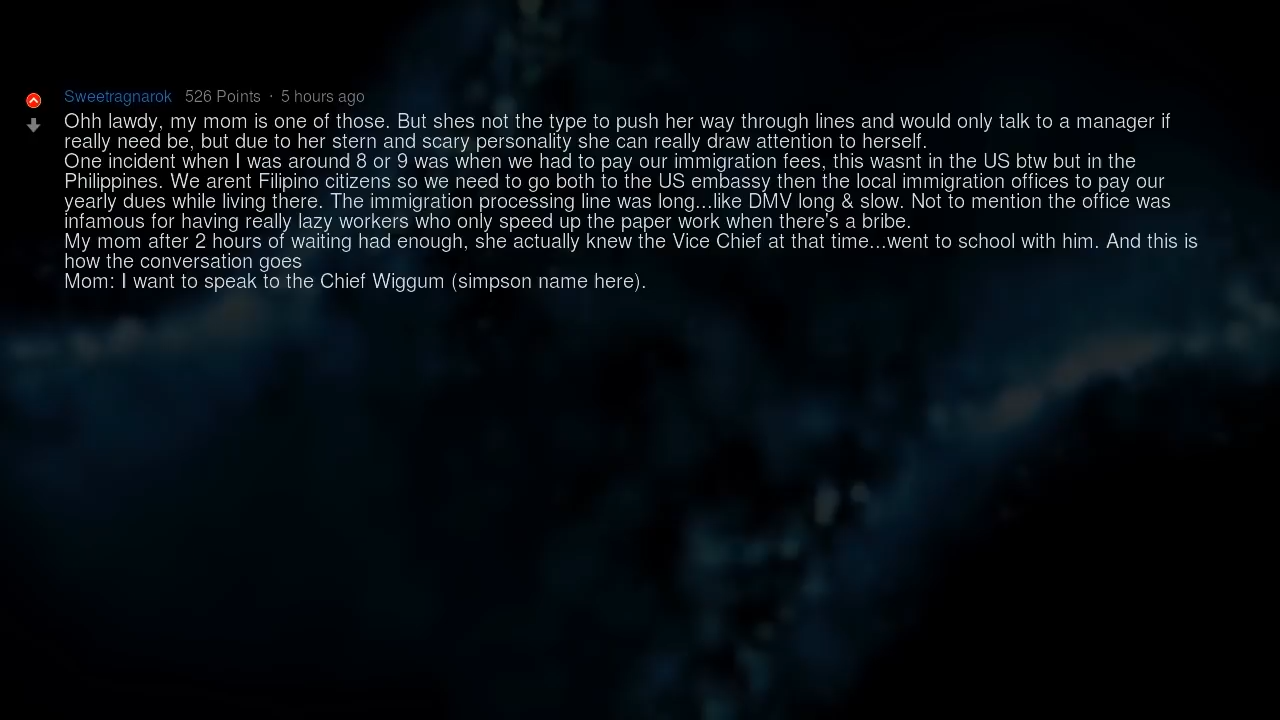 Sweetragnarok 526 Points · 5 hours ago
Ohh lawdy, my mom is one of those. But shes not the type to push her way through lines and would only talk to a manager if
really need be, but due to her stern and scary personality she can really draw attention to herself.
One incident when I was around 8 or 9 was when we had to pay our immigration fees, this wasnt in the US btw but in the
Philippines. We arent Filipino citizens so we need to go both to the US embassy then the local immigration offices to pay our
yearly dues while living there. The immigration processing line was long...like DMV long & slow. Not to mention the office was
infamous for having really lazy workers who only speed up the paper work when there's a bribe.
My mom after 2 hours of waiting had enough, she actually knew the Vice Chief at that time...went to school with him. And this is
how the conversation goes
Mom: I want to speak to the Chief Wiggum (simpson name here).